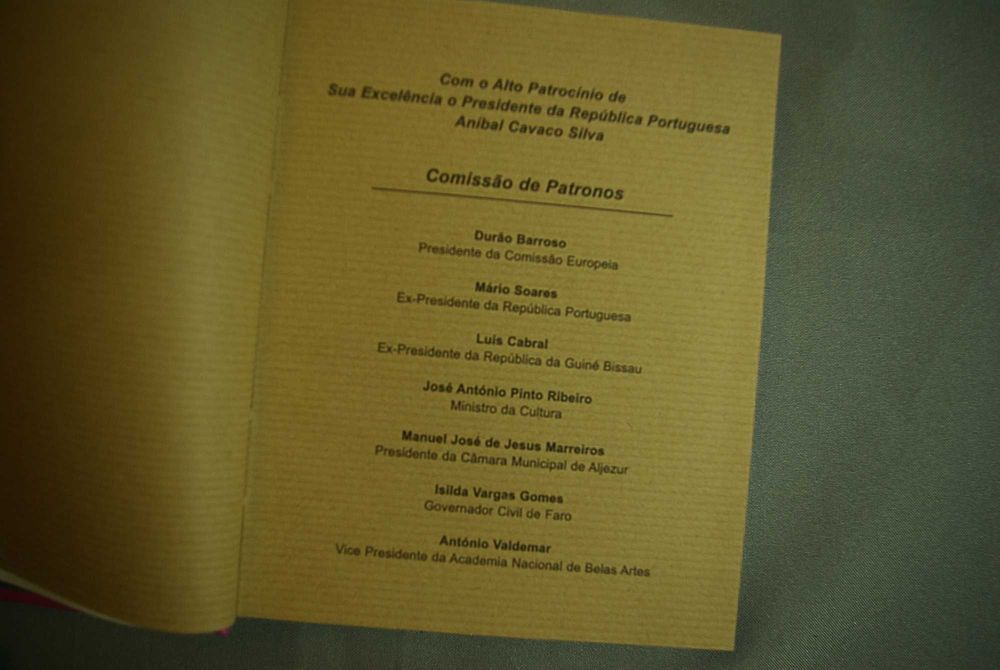 Com o Alto Patrocínio de
Sua Excelência o Presidente da República Portuguesa
Aníbal Cavaco Silva
Comissão de Patronos
Durão Barroso
Presidente da Comissão Europeia
Mário Soares
Ex-Presidente da República Portuguesa
Luis Cabral
Ex-Presidente da República da Guiné Bissau
José António Pinto Ribeiro
Ministro da Cultura
Manuel José de Jesus Marreiros
Presidente da Câmara Municipal de Aljezur
Isilda Vargas Gomes
Governador Civil de Faro
António Valdemar
Vice Presidente da Academia Nacional de Belas Artes